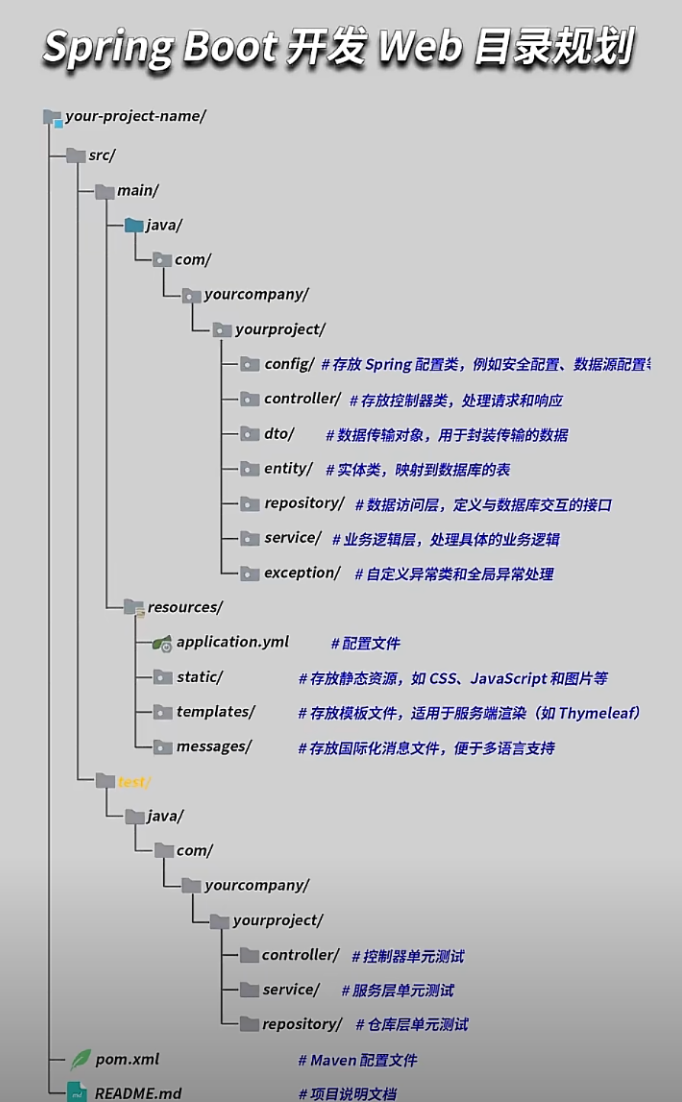 Spring Boot 开发 Web 目录规划
your-project-name/
src/
main/
java/
com/
yourcompany/
yourproject/
config/ # 存放 Spring 配置类，例如安全配置、数据源配置
controller/ # 存放控制器类，处理请求和响应
dto/ # 数据传输对象，用于封装传输的数据
entity/ # 实体类，映射到数据库的表
repository/ # 数据访问层，定义与数据库交互的接口
service/ # 业务逻辑层，处理具体的业务逻辑
exception/ # 自定义异常类和全局异常处理
resources/
application.yml # 配置文件
static/ # 存放静态资源，如 CSS、JavaScript 和图片等
templates/ # 存放模板文件，适用于服务端渲染（如 Thymeleaf）
messages/ # 存放国际化消息文件，便于多语言支持
test/
java/
com/
yourcompany/
yourproject/
controller/ # 控制器单元测试
service/ # 服务层单元测试
repository/ # 仓库层单元测试
pom.xml # Maven 配置文件
README.md # 项目说明文档